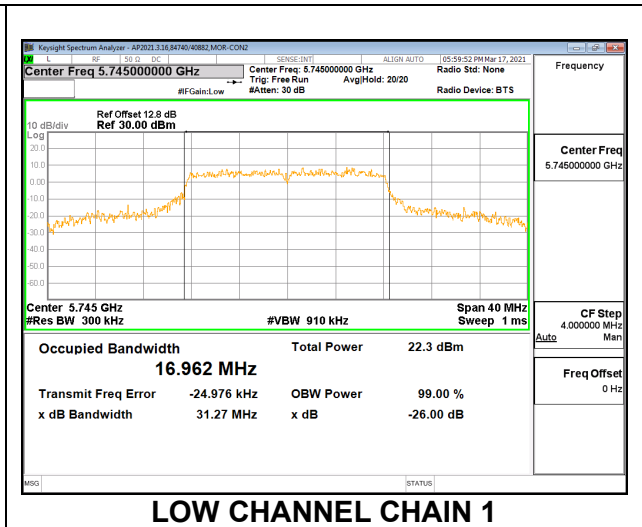 Keysight Spectrum Analyzer - AP2021.3.16,84740/40882,MOR-CON2
L RF 50 Ω DC SENSE:INT ALIGN AUTO 05:59:52 PM Mar 17, 2021
Center Freq 5.745000000 GHz Center Freq: 5.745000000 GHz Radio Std: None Frequency
Trig: Free Run Avg|Hold: 20/20
#IFGain:Low #Atten: 30 dB Radio Device: BTS
Ref Offset 12.8 dB
10 dB/div Ref 30.00 dBm
Log
20.0
10.0
0.00
-10.0
-20.0
-30.0
-40.0
-50.0
-60.0
Center Freq
5.745000000 GHz
Center 5.745 GHz Span 40 MHz
#Res BW 300 kHz #VBW 910 kHz Sweep 1 ms
CF Step
4.000000 MHz
Auto Man
Occupied Bandwidth Total Power 22.3 dBm
16.962 MHz
Freq Offset
0 Hz
Transmit Freq Error -24.976 kHz OBW Power 99.00 %
x dB Bandwidth 31.27 MHz x dB -26.00 dB
MSG STATUS
LOW CHANNEL CHAIN 1